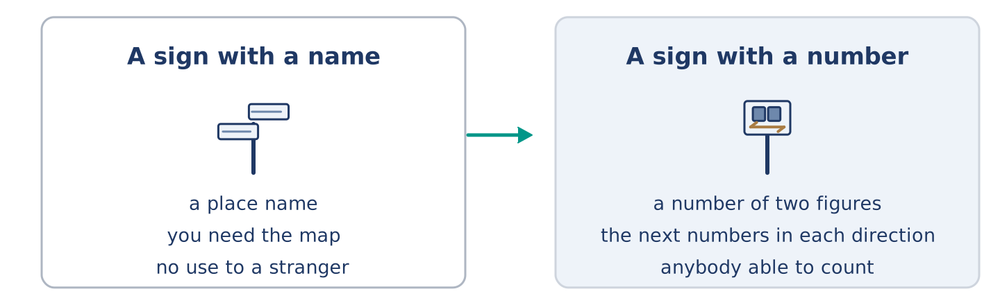 A sign with a name
a place name
you need the map
no use to a stranger
A sign with a number
a number of two figures
the next numbers in each direction
anybody able to count